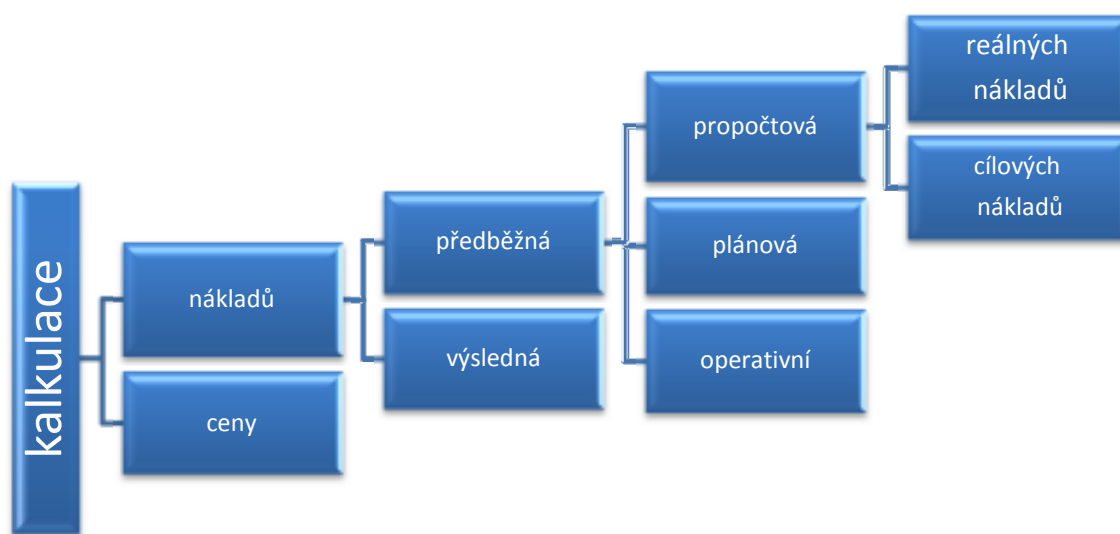 kalkulace
nákladů
ceny
předběžná
výsledná
propočtová
plánová
operativní
reálných
nákladů
cílových
nákladů